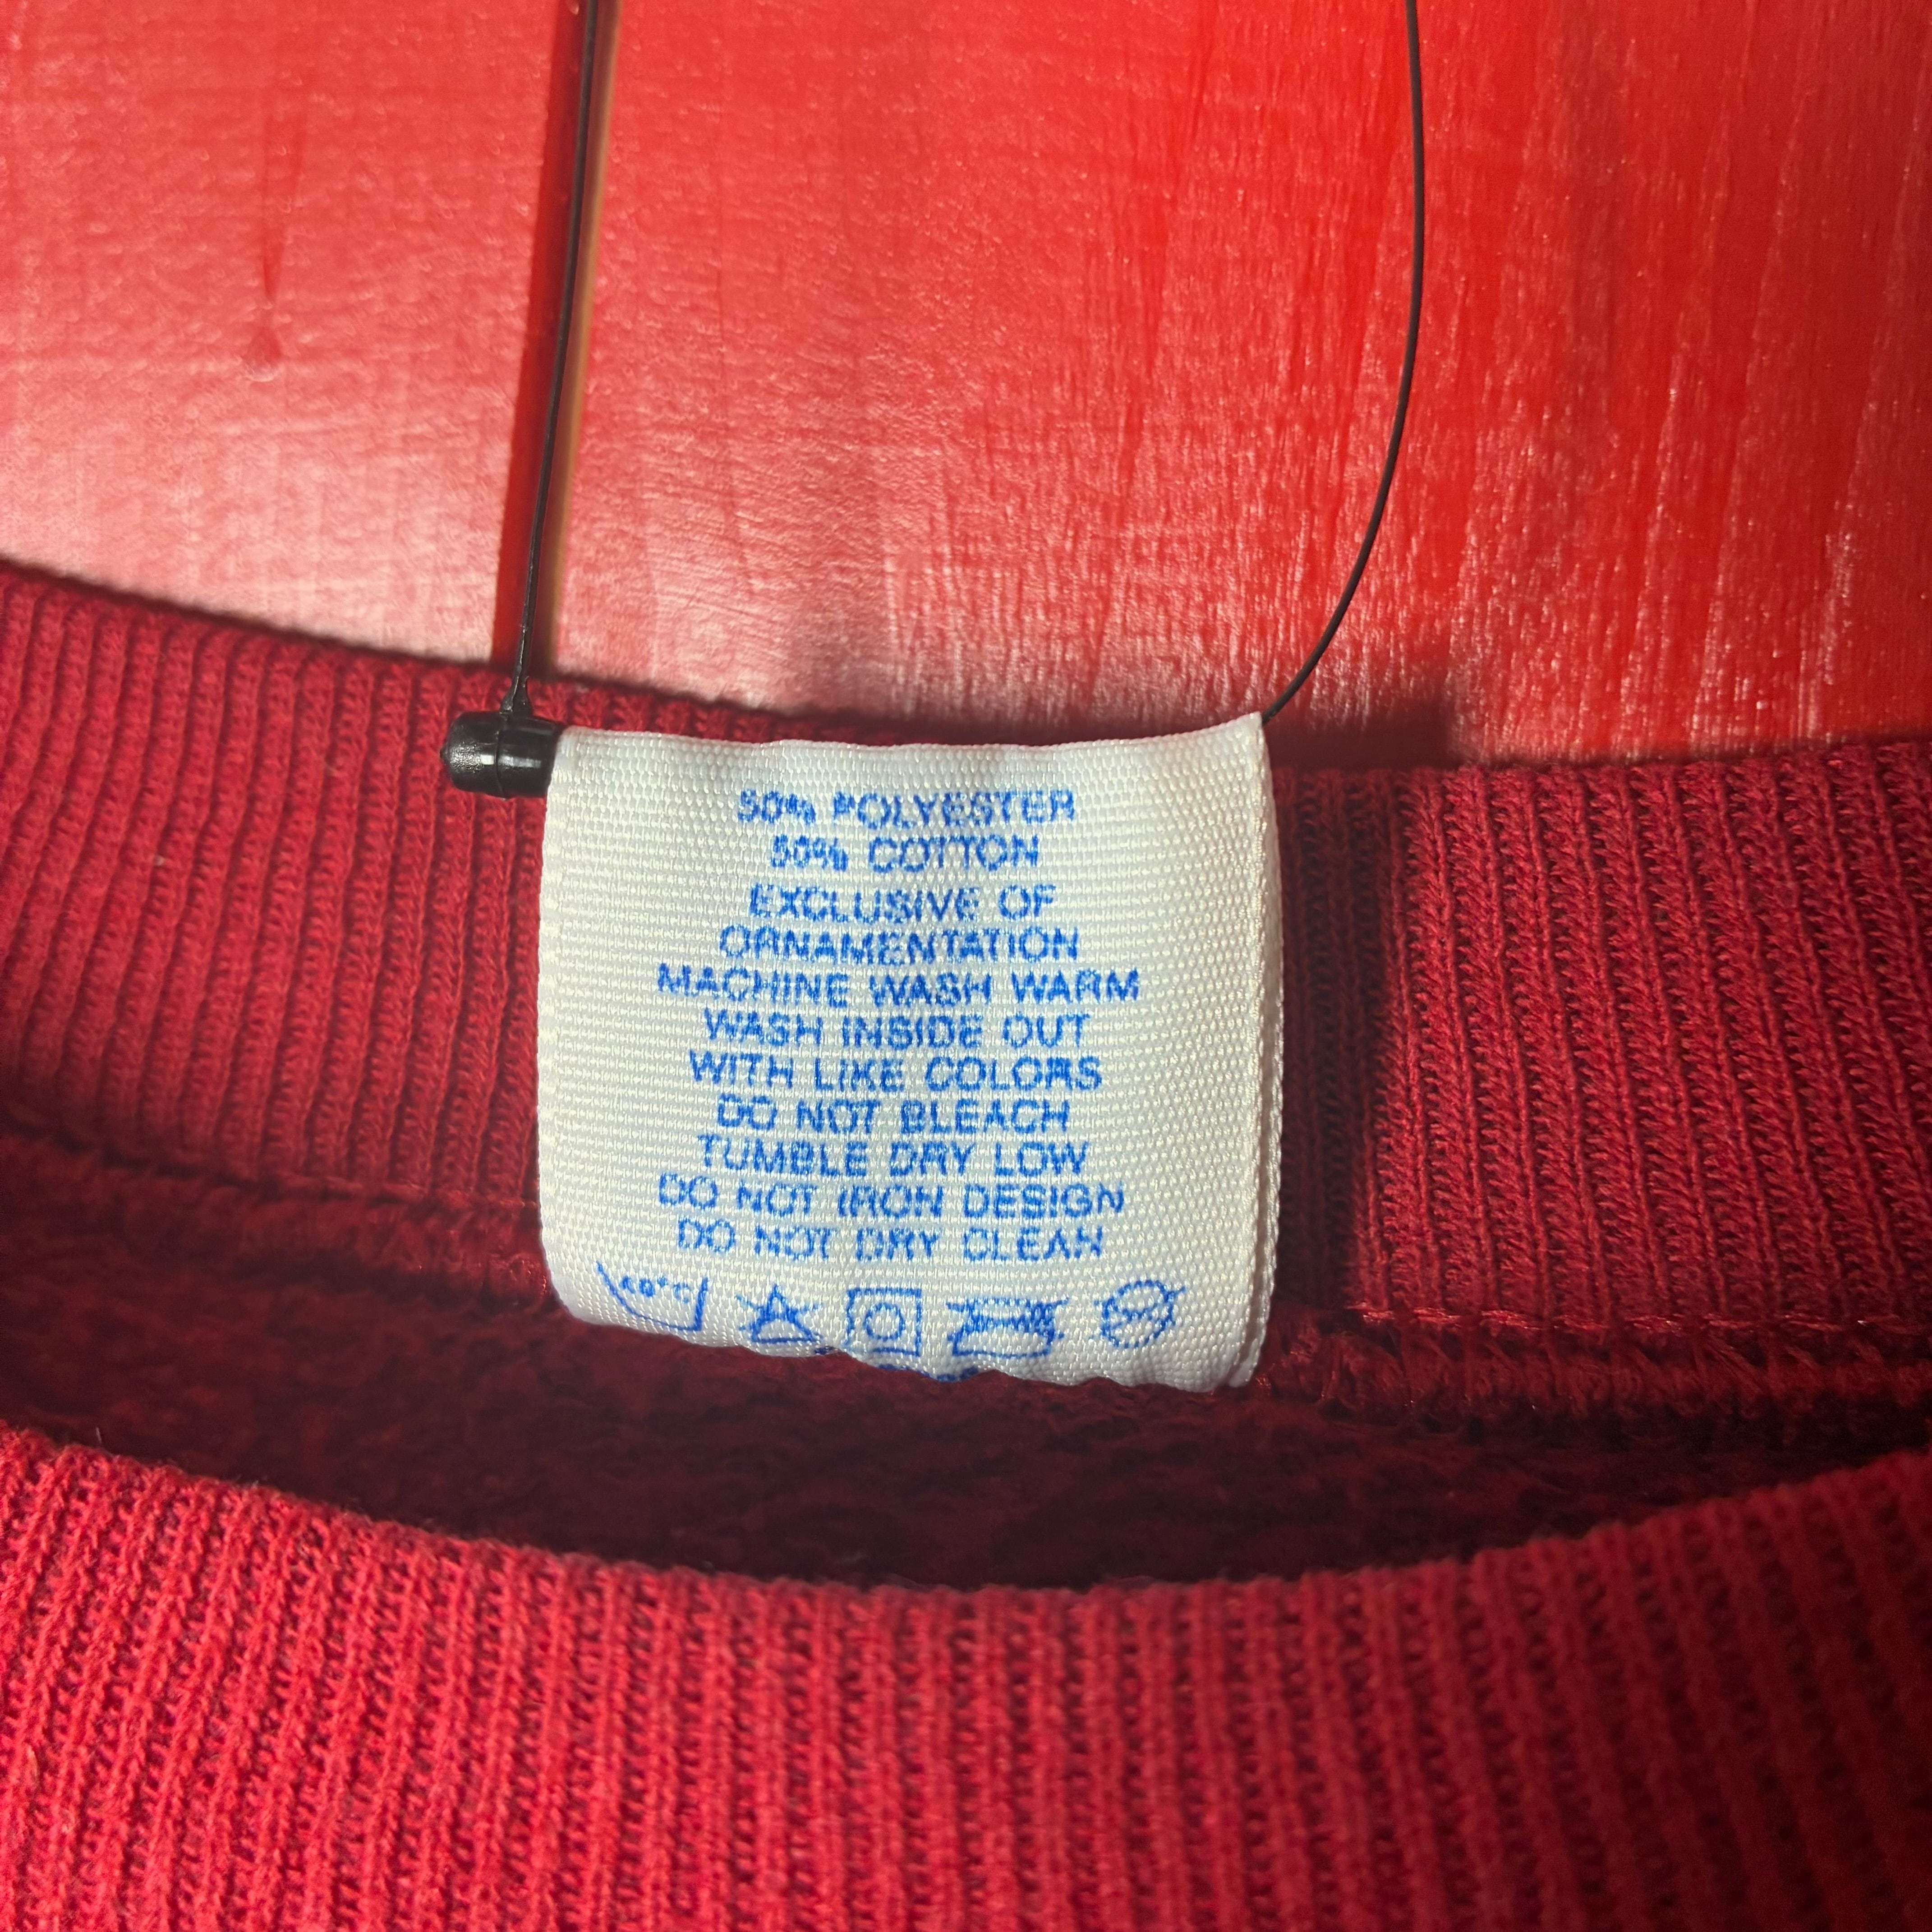 50% POLYESTER
50% COTTON
EXCLUSIVE OF
ORNAMENTATION
MACHINE WASH WARM
WASH INSIDE OUT
WITH LIKE COLORS
DO NOT BLEACH
TUMBLE DRY LOW
DO NOT IRON DESIGN
DO NOT DRY CLEAN